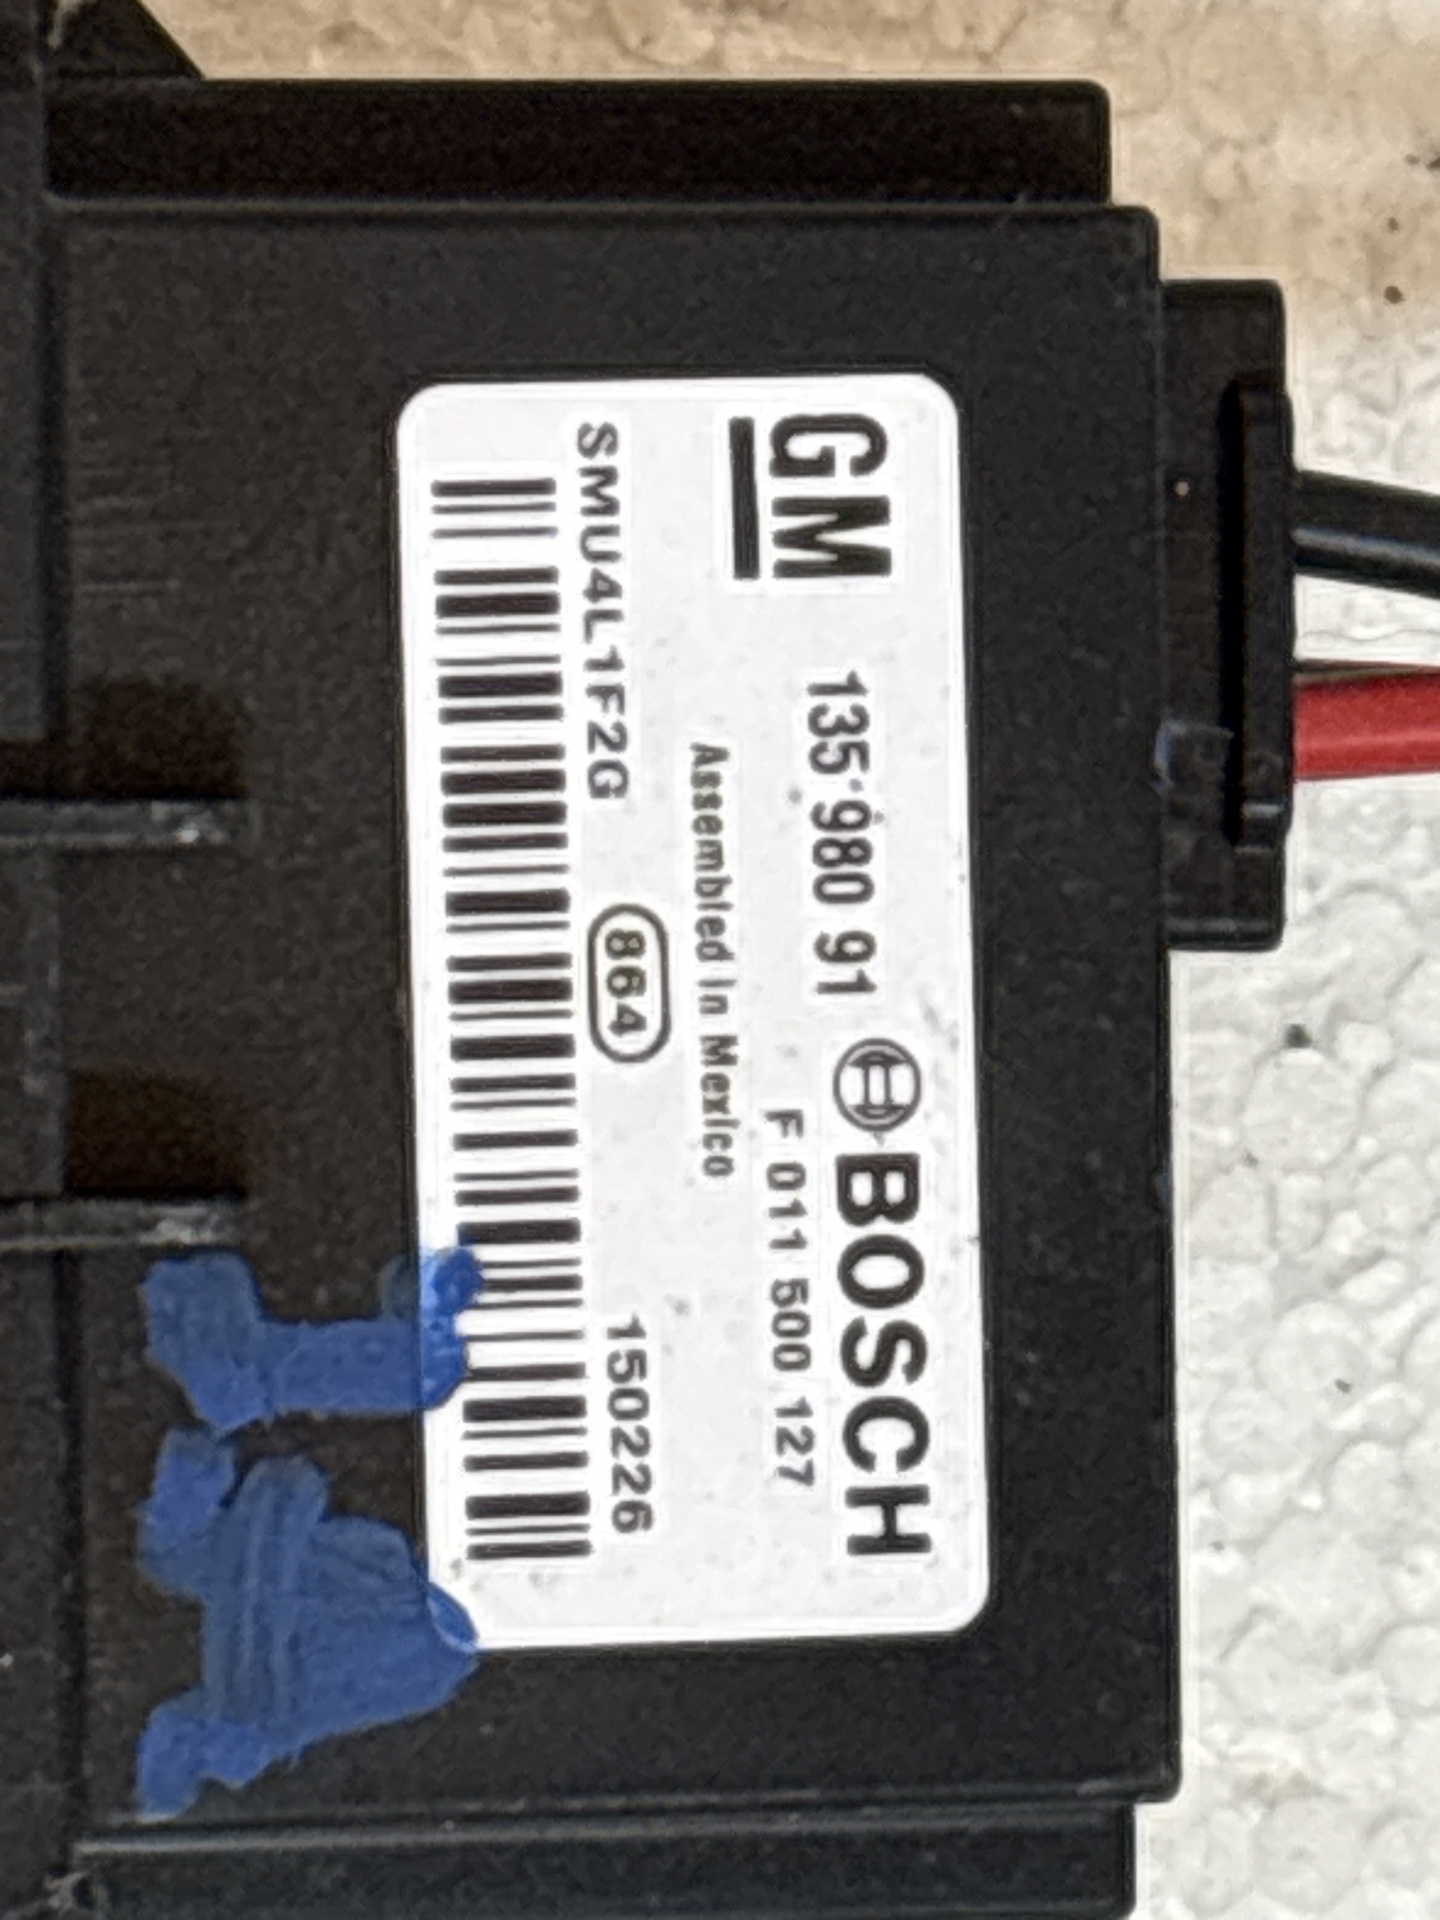 GM 135 980 91 BOSCH
F 011 500 127
Assembled in Mexico
SMU4L1F2G 864 150226